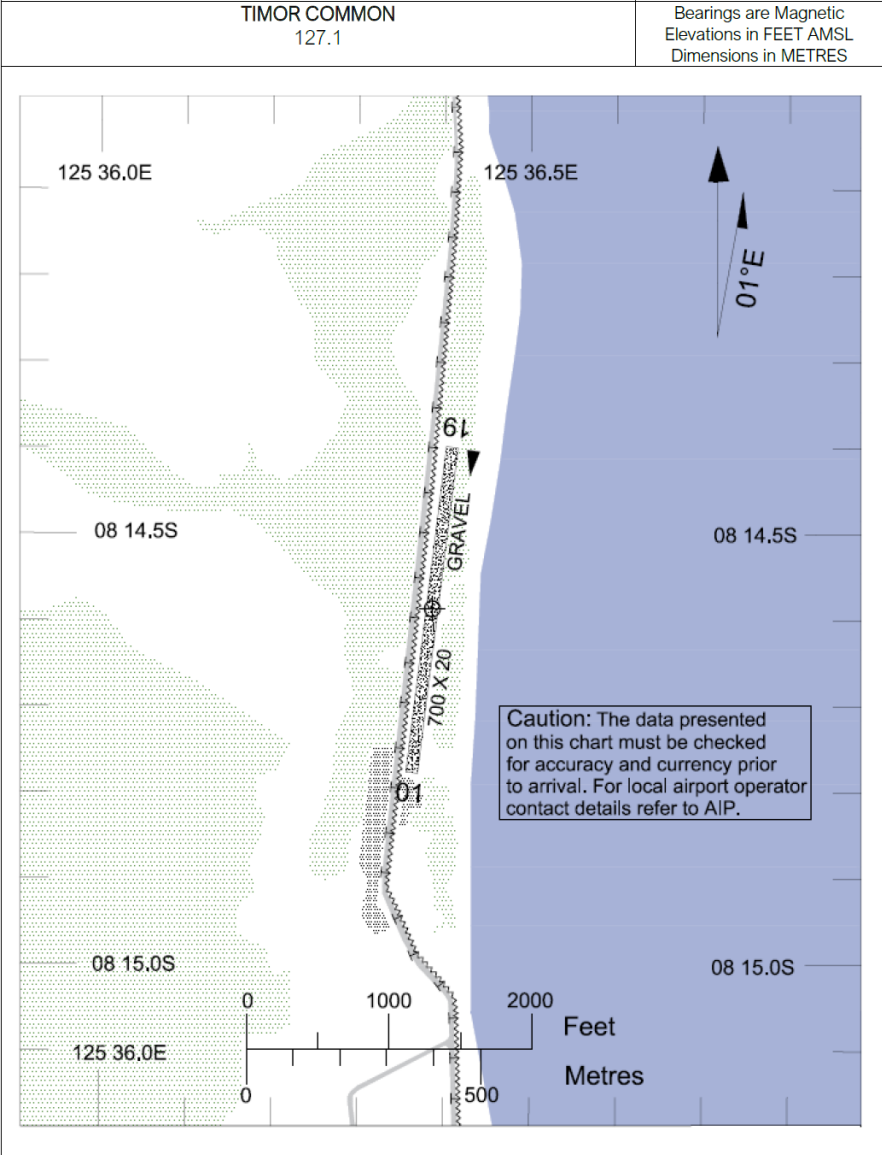 TIMOR COMMON
127.1
Bearings are Magnetic
Elevations in FEET AMSL
Dimensions in METRES
125 36.0E
125 36.5E
01°E
19
GRAVEL
08 14.5S
08 14.5S
700 X 20
Caution: The data presented
on this chart must be checked
for accuracy and currency prior
to arrival. For local airport operator
contact details refer to AIP.
01
08 15.0S
08 15.0S
0
1000
2000
Feet
125 36.0E
Metres
0
500